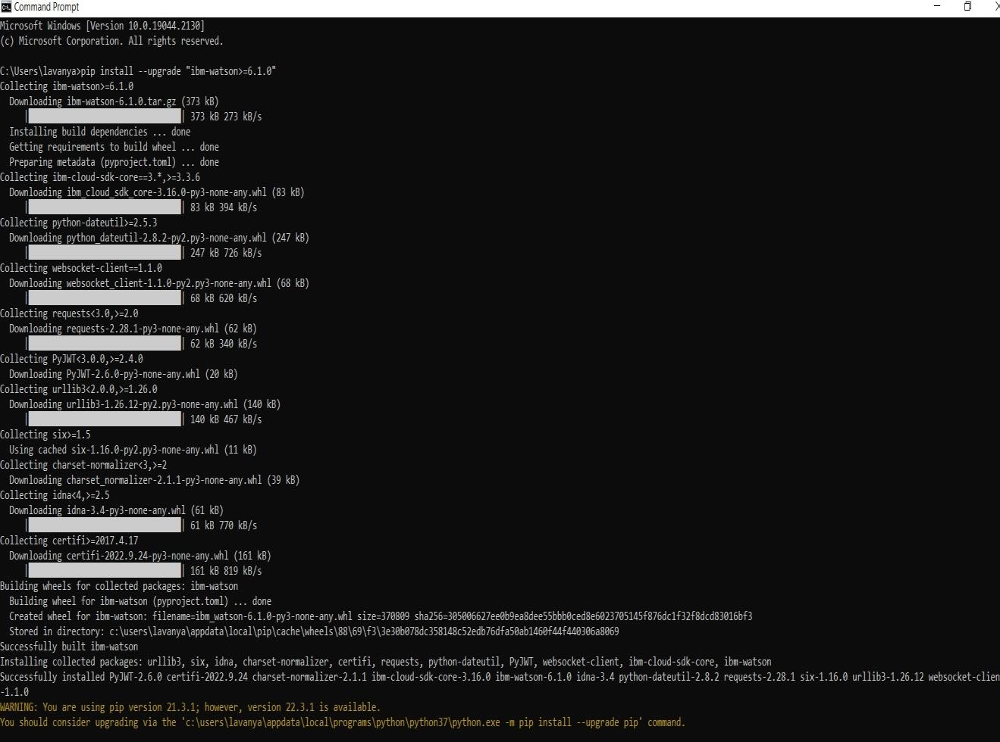 Command Prompt
Microsoft Windows [Version 10.0.19044.2130]
(c) Microsoft Corporation. All rights reserved.
C:\Users\lavanya>pip install --upgrade "ibm-watson>=6.1.0"
Collecting ibm-watson>=6.1.0
Downloading ibm-watson-6.1.0.tar.gz (373 kB)
| | 373 kB 273 kB/s
Installing build dependencies ... done
Getting requirements to build wheel ... done
Preparing metadata (pyproject.toml) ... done
Collecting ibm-cloud-sdk-core==3.*,>=3.3.6
Downloading ibm_cloud_sdk_core-3.16.0-py3-none-any.whl (83 kB)
| | 83 kB 394 kB/s
Collecting python-dateutil>=2.5.3
Downloading python_dateutil-2.8.2-py2.py3-none-any.whl (247 kB)
| | 247 kB 726 kB/s
Collecting websocket-client==1.1.0
Downloading websocket_client-1.1.0-py2.py3-none-any.whl (68 kB)
| | 68 kB 620 kB/s
Collecting requests<3.0,>=2.0
Downloading requests-2.28.1-py3-none-any.whl (62 kB)
| | 62 kB 340 kB/s
Collecting PyJWT<3.0.0,>=2.4.0
Downloading PyJWT-2.6.0-py3-none-any.whl (20 kB)
Collecting urllib3<2.0.0,>=1.26.0
Downloading urllib3-1.26.12-py2.py3-none-any.whl (140 kB)
| | 140 kB 467 kB/s
Collecting six>=1.5
Using cached six-1.16.0-py2.py3-none-any.whl (11 kB)
Collecting charset-normalizer<3,>=2
Downloading charset_normalizer-2.1.1-py3-none-any.whl (39 kB)
Collecting idna<4,>=2.5
Downloading idna-3.4-py3-none-any.whl (61 kB)
| | 61 kB 770 kB/s
Collecting certifi>=2017.4.17
Downloading certifi-2022.9.24-py3-none-any.whl (161 kB)
| | 161 kB 819 kB/s
Building wheels for collected packages: ibm-watson
Building wheel for ibm-watson (pyproject.toml) ... done
Created wheel for ibm-watson: filename=ibm_watson-6.1.0-py3-none-any.whl size=370809 sha256=305006627ee0b9ea8dee55bbb0ced8e6023705145f876dc1f32f8dcd83016bf3
Stored in directory: c:\users\lavanya\appdata\local\pip\cache\wheels\88\69\f3\3e30b078dc358148c52edb76dfa50ab1460f44f440306a8069
Successfully built ibm-watson
Installing collected packages: urllib3, six, idna, charset-normalizer, certifi, requests, python-dateutil, PyJWT, websocket-client, ibm-cloud-sdk-core, ibm-watson
Successfully installed PyJWT-2.6.0 certifi-2022.9.24 charset-normalizer-2.1.1 ibm-cloud-sdk-core-3.16.0 ibm-watson-6.1.0 idna-3.4 python-dateutil-2.8.2 requests-2.28.1 six-1.16.0 urllib3-1.26.12 websocket-clien
-1.1.0
WARNING: You are using pip version 21.3.1; however, version 22.3.1 is available.
You should consider upgrading via the 'c:\users\lavanya\appdata\local\programs\python\python37\python.exe -m pip install --upgrade pip' command.